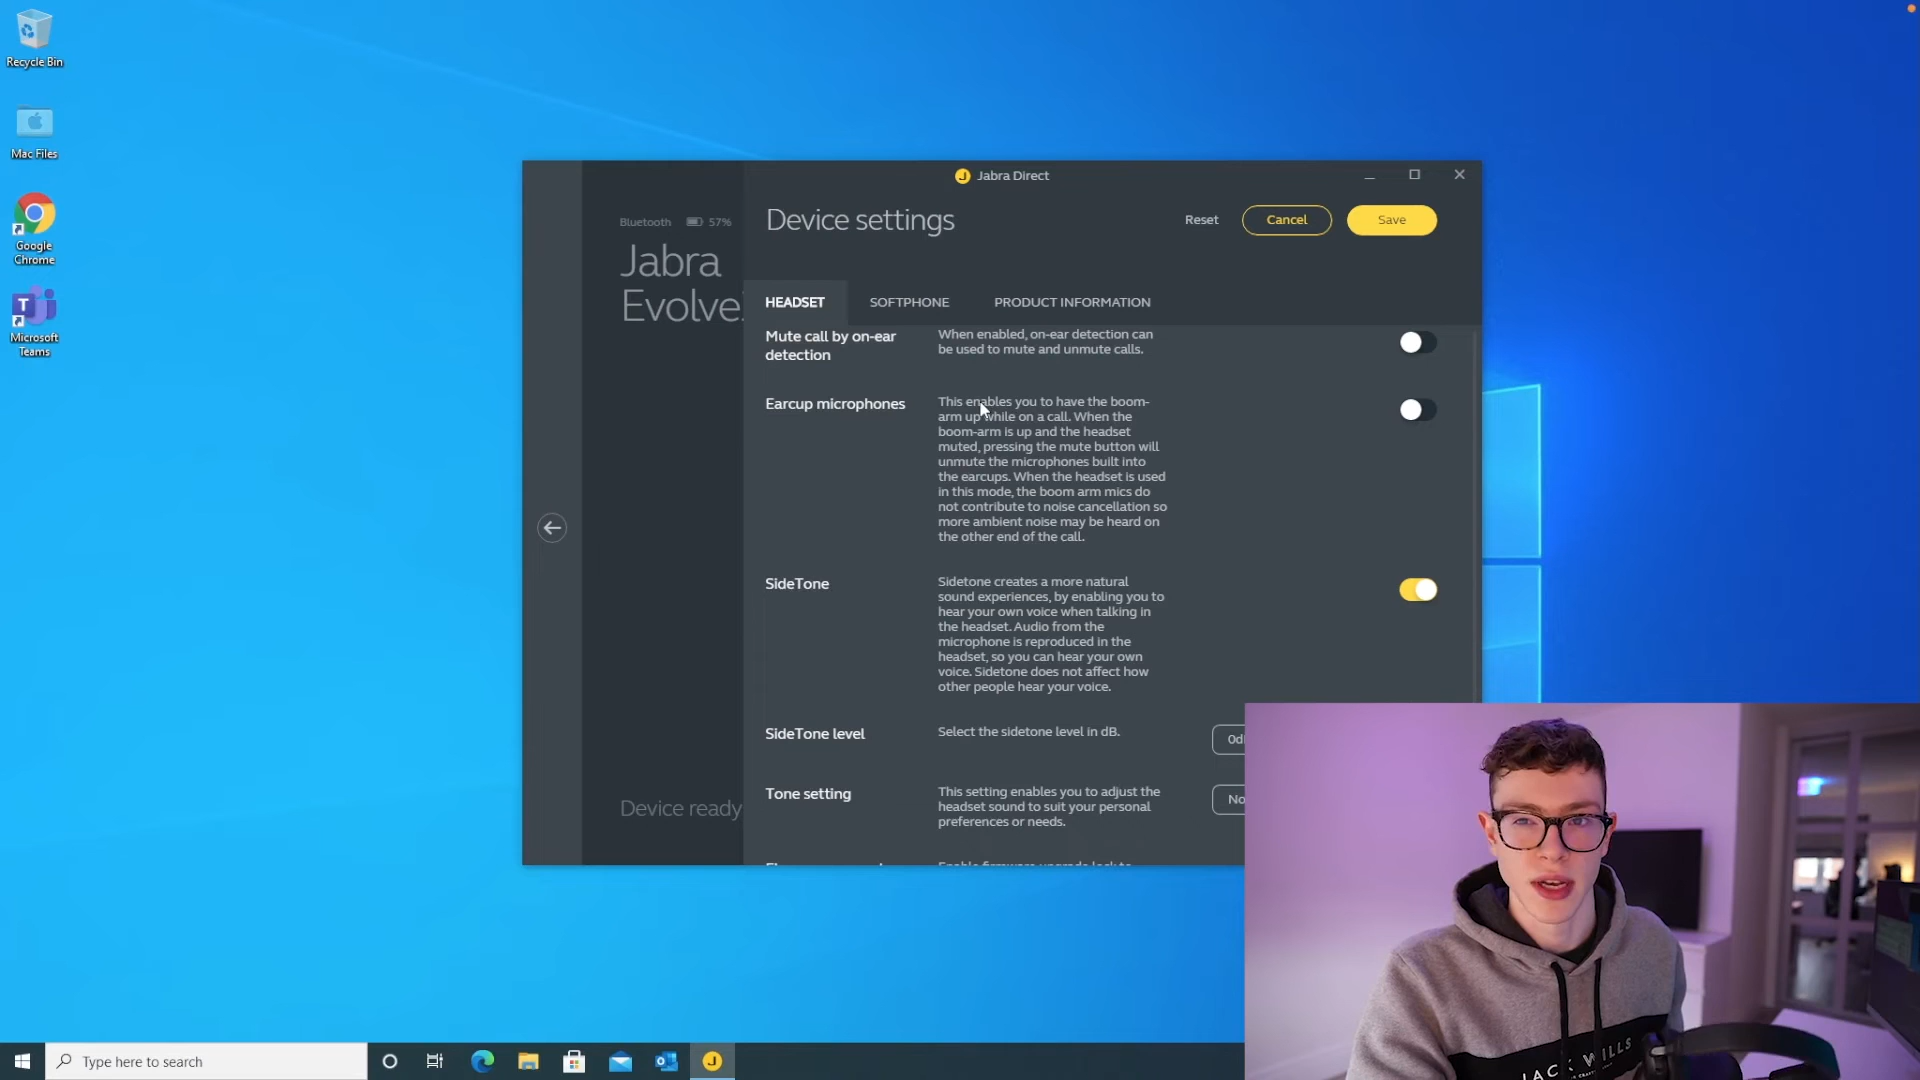 Recycle Bin
Mac Files
Google
Chrome
Microsoft
Teams
Jabra Direct
Bluetooth 57%
Jabra
Evolve
Device ready
Device settings
Reset
Cancel
Save
HEADSET
SOFTPHONE
PRODUCT INFORMATION
Mute call by on-ear
detection
When enabled, on-ear detection can
be used to mute and unmute calls.
Earcup microphones
This enables you to have the boom-
arm up while on a call. When the
boom-arm is up and the headset
muted, pressing the mute button will
unmute the microphones built into
the earcups. When the headset is used
in this mode, the boom arm mics do
not contribute to noise cancellation so
more ambient noise may be heard on
the other end of the call.
SideTone
Sidetone creates a more natural
sound experiences, by enabling you to
hear your own voice when talking in
the headset. Audio from the
microphone is reproduced in the
headset, so you can hear your own
voice. Sidetone does not affect how
other people hear your voice.
SideTone level
Select the sidetone level in dB.
Tone setting
This setting enables you to adjust the
headset sound to suit your personal
preferences or needs.
JACK WILLS
Type here to search